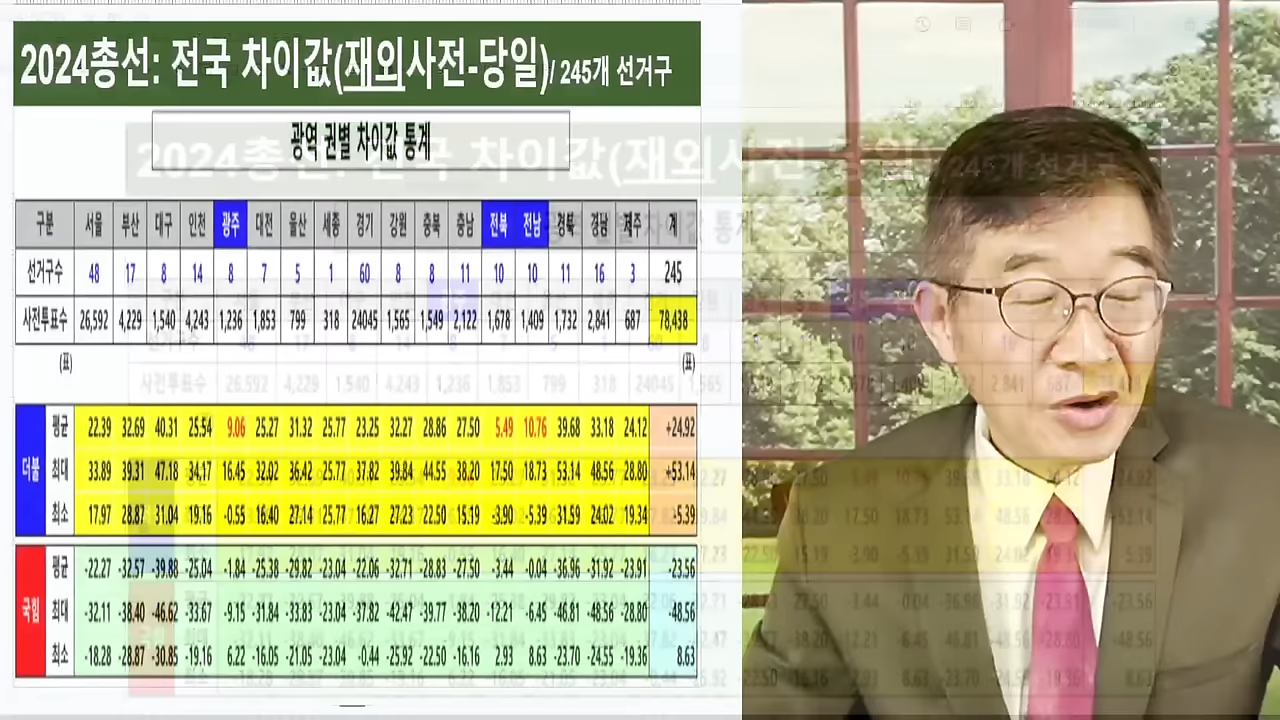 2024총선: 전국 차이값(재외사전-당일)/ 245개 선거구
광역 권별 차이값 통계
구분 서울 부산 대구 인천 광주 대전 울산 세종 경기 강원 충북 충남 전북 전남 경북 경남 제주 계
선거구수 48 17 8 14 8 7 5 1 60 8 8 11 10 10 11 16 3 245
사전투표수 26,592 4,229 1,540 4,243 1,236 1,853 799 318 24045 1,565 1,549 2,122 1,678 1,409 1,732 2,841 687 78,438
(표) (표)
더불
평균 22.39 32.69 40.31 25.54 9.06 25.27 31.32 25.77 23.25 32.27 28.86 27.50 5.49 10.76 39.68 33.18 24.12 +24.92
최대 33.89 39.31 47.18 34.17 16.45 32.02 36.42 25.77 37.82 39.84 44.55 38.20 17.50 18.73 53.14 48.56 28.80 +53.14
최소 17.97 28.87 31.04 19.16 -0.55 16.40 27.14 25.77 16.27 27.23 22.50 15.19 -3.90 -5.39 31.59 24.02 19.34 -5.39
국힘
평균 -22.27 -32.57 -39.88 -25.04 -1.84 -25.38 -29.82 -23.04 -22.06 -32.71 -28.83 -27.50 -3.44 -0.04 -36.96 -31.92 -23.91 -23.56
최대 -32.11 -38.40 -46.62 -33.67 -9.15 -31.84 -33.83 -23.04 -37.82 -42.47 -39.77 -38.20 -12.21 -6.45 -46.81 -48.56 -28.80 -48.56
최소 -18.28 -28.87 -30.85 -19.16 6.22 -16.05 -21.05 -23.04 -0.44 -25.92 -22.50 -16.16 2.93 8.63 -23.70 -24.55 -19.36 8.63